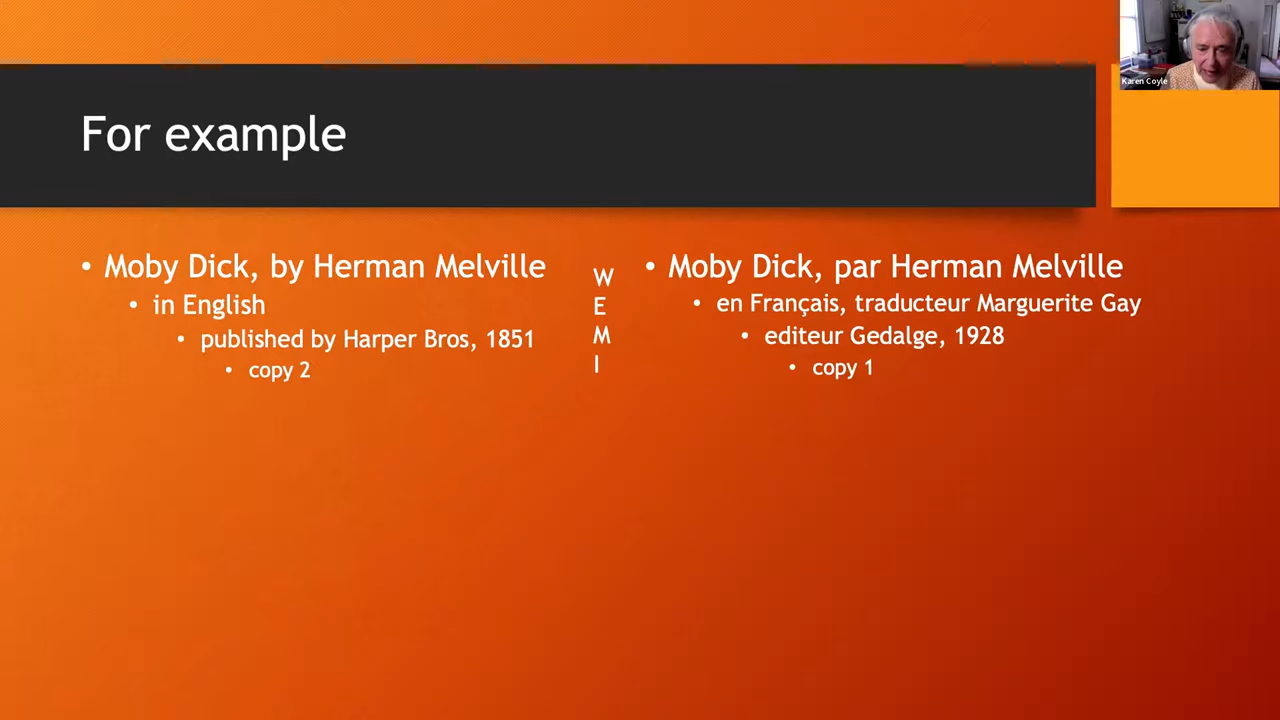 Karen Coyle
For example
• Moby Dick, by Herman Melville
• in English
• published by Harper Bros, 1851
• copy 2
W
E
M
I
• Moby Dick, par Herman Melville
• en Français, traducteur Marguerite Gay
• editeur Gedalge, 1928
• copy 1